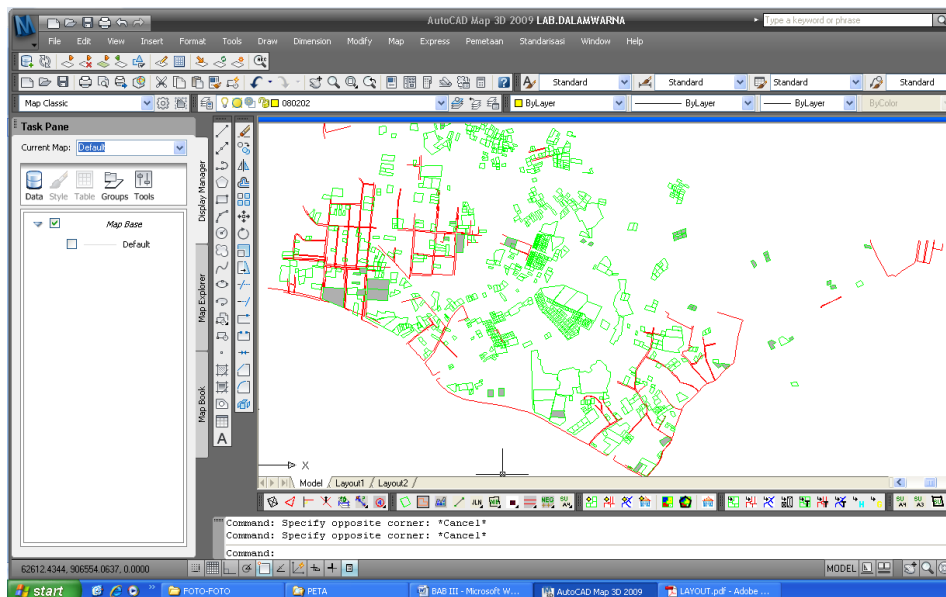 AutoCAD Map 3D 2009 LAB.DALAMWARNA
Type a keyword or phrase
File Edit View Insert Format Tools Draw Dimension Modify Map Express Pemetaan Standarisasi Window Help
Standard Standard Standard Standard
Map Classic 080202 ByLayer ByLayer ByLayer ByColor
Task Pane
Current Map: Default
Data Style Table Groups Tools
Map Base
Default
Display Manager
Map Explorer
Map Book
X
Model Layout1 Layout2
Command: Specify opposite corner: *Cancel*
Command: Specify opposite corner: *Cancel*
Command:
62612.4344, 906554.0637, 0.0000 MODEL
start FOTO-FOTO PETA BAB III - Microsoft W... AutoCAD Map 3D 2009 LAYOUT.pdf - Adobe ...